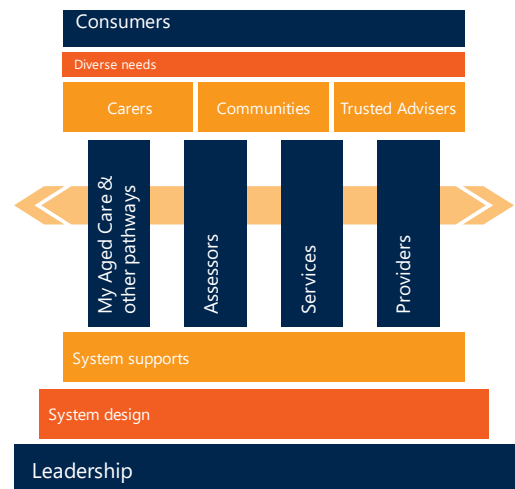 Consumers
Diverse needs
Carers
Communities
Trusted Advisers
My Aged Care &
other pathways
Assessors
Services
Providers
System supports
System design
Leadership